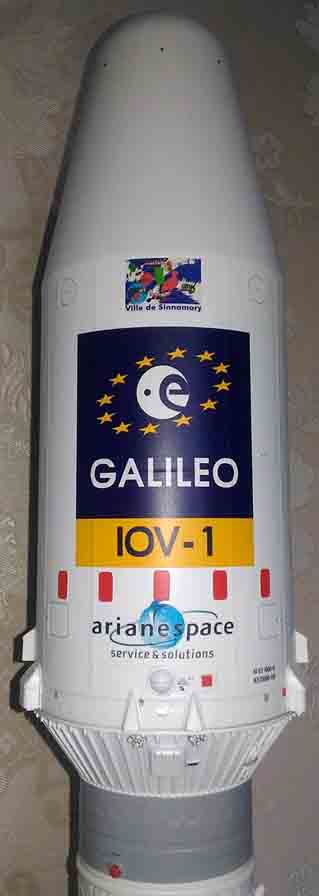 Ville de Sinnamary
e
GALILEO
IOV-1
arianespace
service & solutions